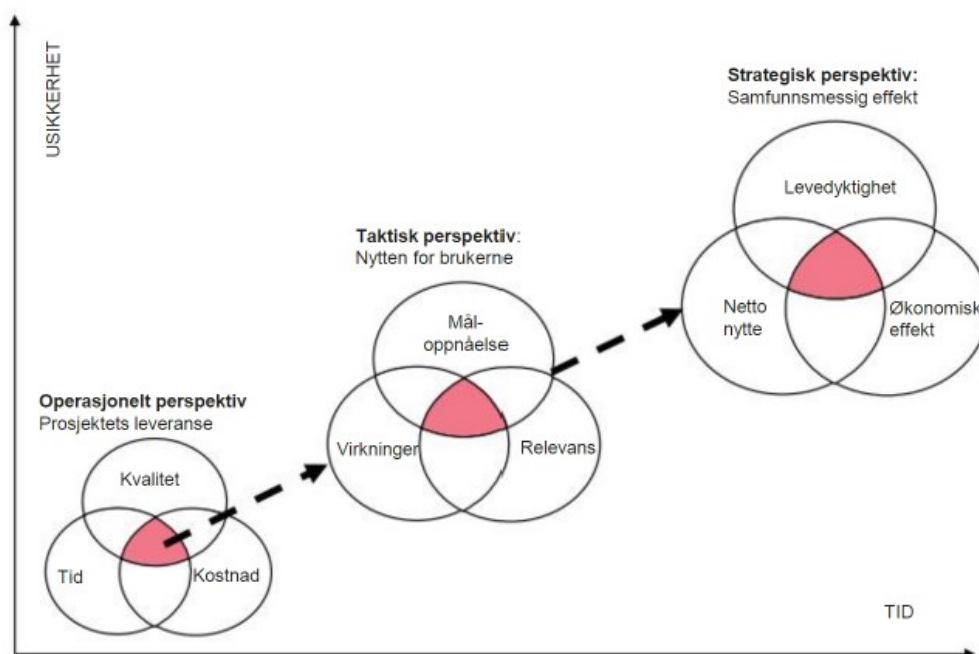 USIKKERHET
Strategisk perspektiv:
Samfunnsmessig effekt
Levedyktighet
Netto
nytte
Økonomisk
effekt
Taktisk perspektiv:
Nytten for brukerne
Mål-
oppnåelse
Virkninger
Relevans
Operasjonelt perspektiv
Prosjektets leveranse
Kvalitet
Tid
Kostnad
TID